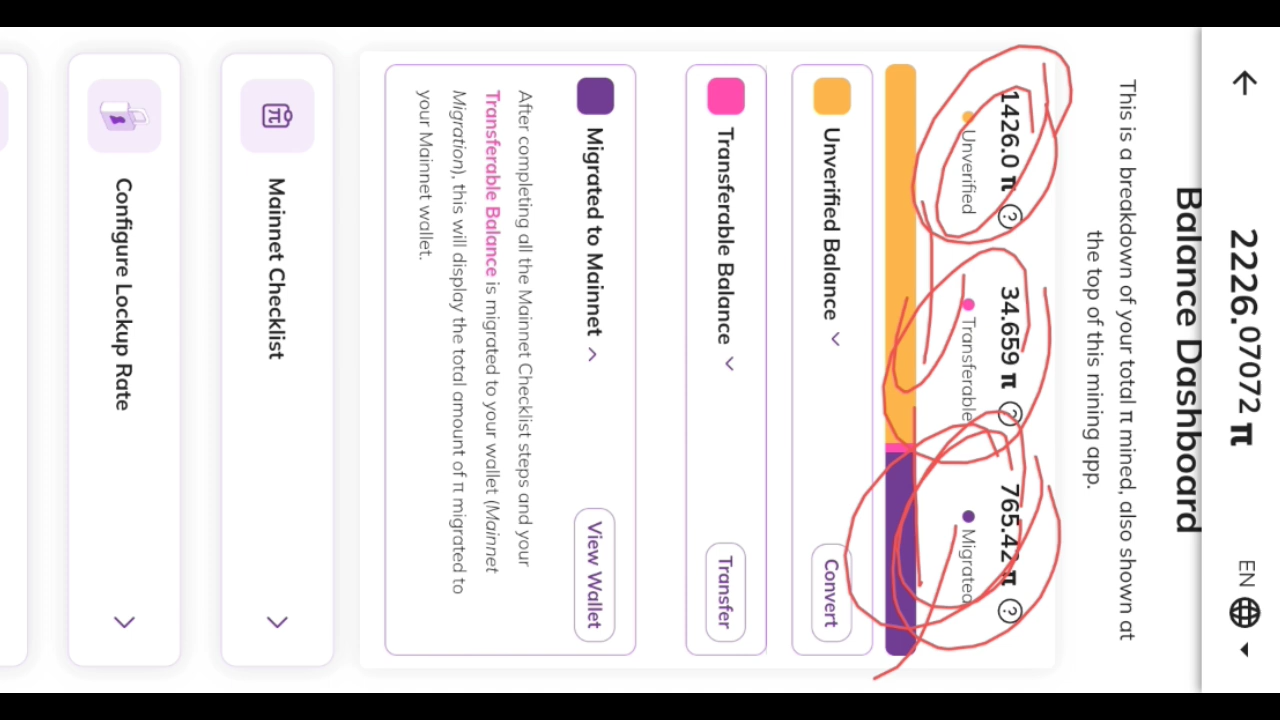 ← 2226.07072 π EN
Balance Dashboard
This is a breakdown of your total π mined, also shown at
the top of this mining app.
1426.0 π ? 34.659 π ? 765.42 π ?
Unverified Transferable Migrated
Unverified Balance Convert
Transferable Balance Transfer
Migrated to Mainnet View Wallet
After completing all the Mainnet Checklist steps and your
Transferable Balance is migrated to your wallet (Mainnet
Migration), this will display the total amount of π migrated to
your Mainnet wallet.
Mainnet Checklist
Configure Lockup Rate